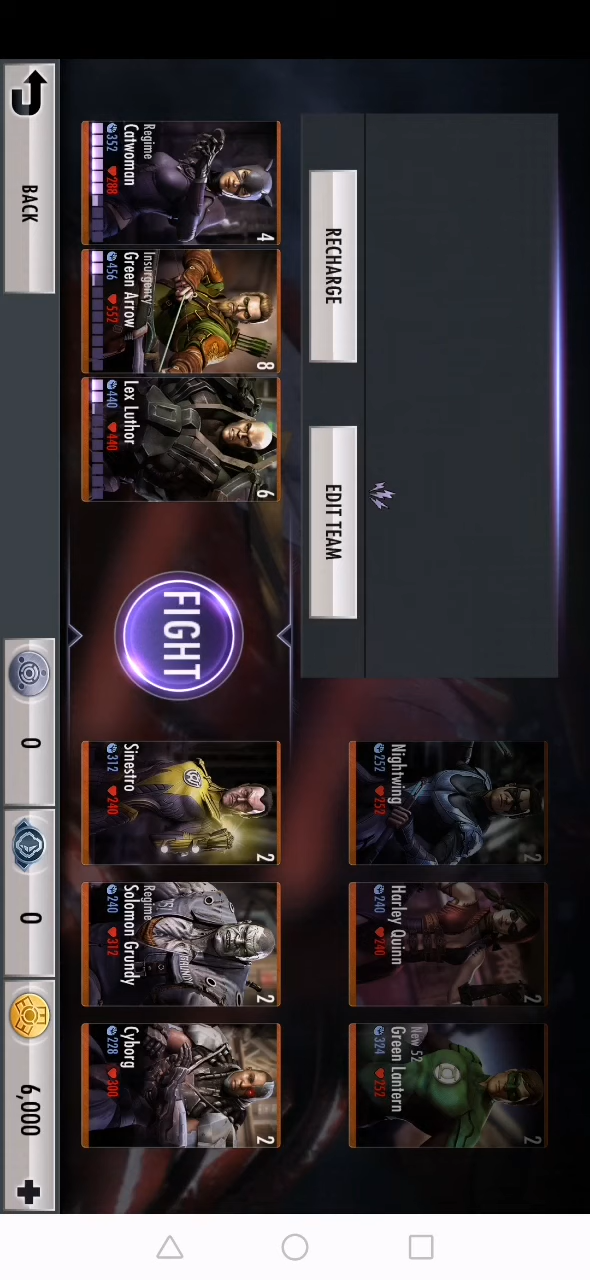 RECHARGE
EDIT TEAM
4
Regime
Catwoman
352
288
8
Insurgency
Green Arrow
456
552
6
Lex Luthor
440
440
FIGHT
2
Nightwing
252
252
2
Harley Quinn
240
240
2
New 52
Green Lantern
324
252
2
Sinestro
312
240
2
Regime
Solomon Grundy
240
312
2
Cyborg
228
300
BACK
0
0
6,000